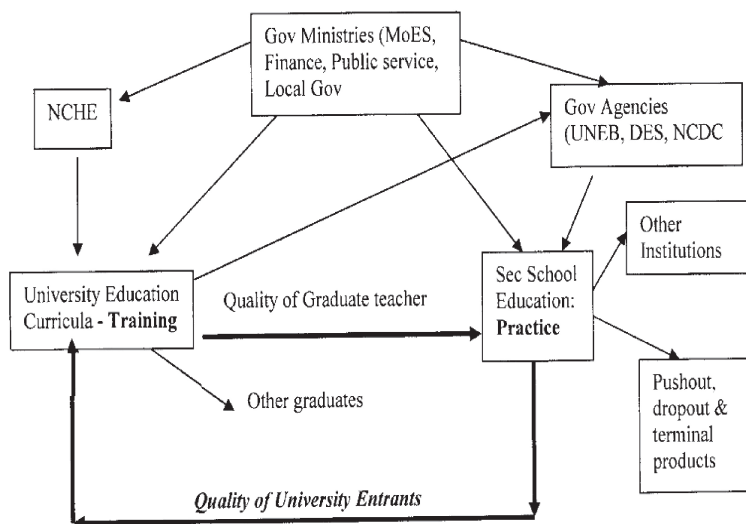 Gov Ministries (MoES,
Finance, Public service,
Local Gov
NCHE
Gov Agencies
(UNEB, DES, NCDC
Other
Institutions
University Education
Curricula - Training
Quality of Graduate teacher
Sec School
Education:
Practice
Other graduates
Pushout,
dropout &
terminal
products
Quality of University Entrants